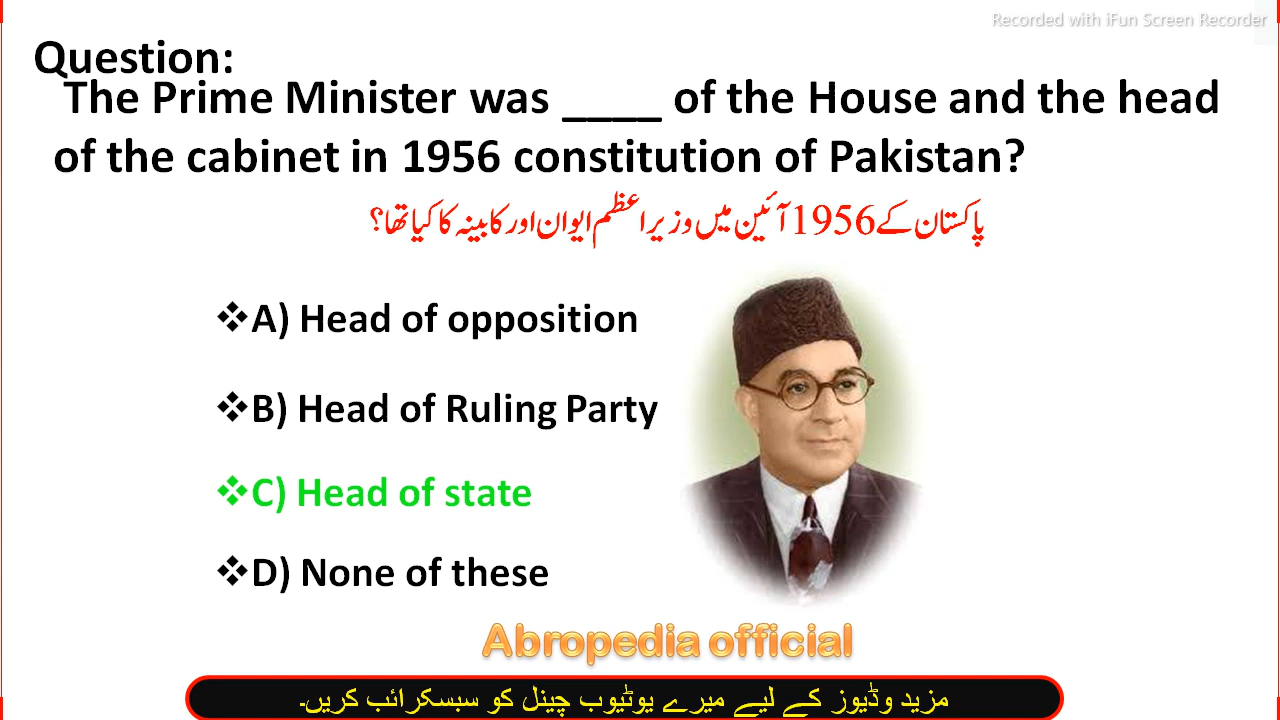 Recorded with iFun Screen Recorder
Question:
The Prime Minister was ____ of the House and the head
of the cabinet in 1956 constitution of Pakistan?
پاکستان کے 1956 آئین میں وزیراعظم ایوان اور کابینہ کا کیا تھا؟
❖A) Head of opposition
❖B) Head of Ruling Party
❖C) Head of state
❖D) None of these
Abropedia official
مزید وڈیوز کے لیے میرے یوٹیوب چینل کو سبسکرائب کریں۔